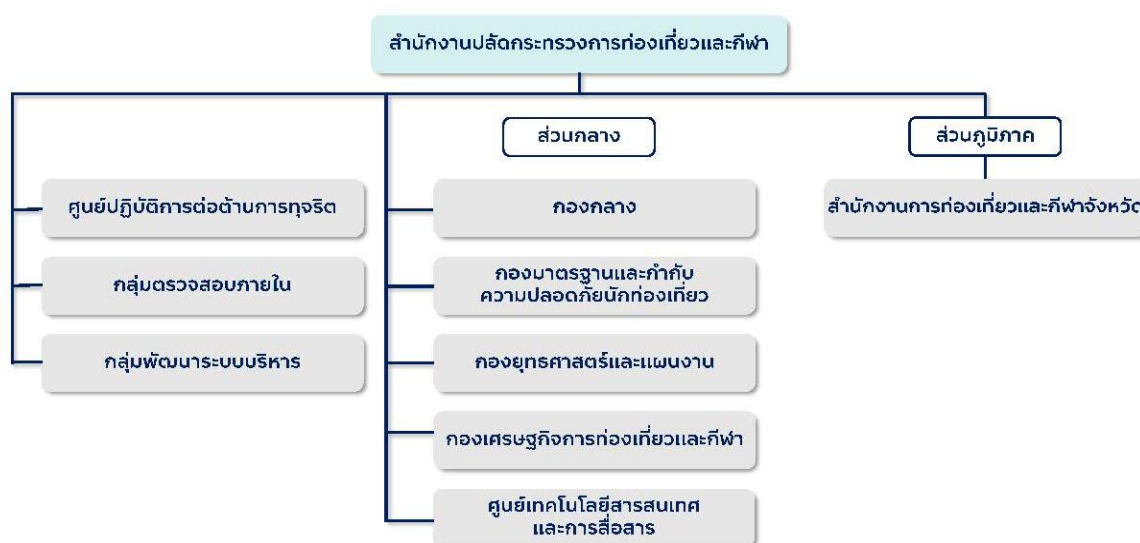 สำนักงานปลัดกระทรวงการท่องเที่ยวและกีฬา
ส่วนกลาง
ส่วนภูมิภาค
ศูนย์ปฏิบัติการต่อต้านการทุจริต
กลุ่มตรวจสอบภายใน
กลุ่มพัฒนาระบบบริหาร
กองกลาง
กองมาตรฐานและกำกับ
ความปลอดภัยนักท่องเที่ยว
กองยุทธศาสตร์และแผนงาน
กองเศรษฐกิจการท่องเที่ยวและกีฬา
ศูนย์เทคโนโลยีสารสนเทศ
และการสื่อสาร
สำนักงานการท่องเที่ยวและกีฬาจังหวัด